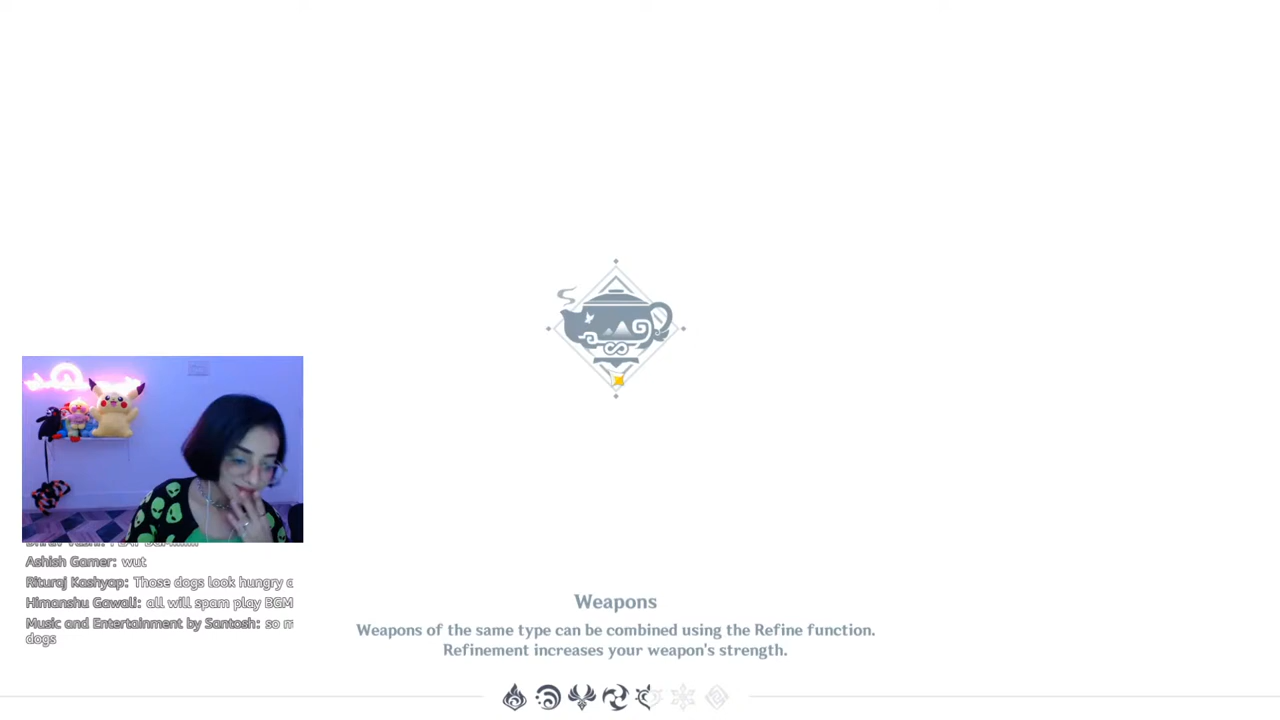 Ashish Gamer: wut
Rituraj Kashyap: Those dogs look hungry
Himanshu Gawali: all will spam play BGM
Music and Entertainment by Santosh: so
dogs
Weapons
Weapons of the same type can be combined using the Refine function.
Refinement increases your weapon's strength.